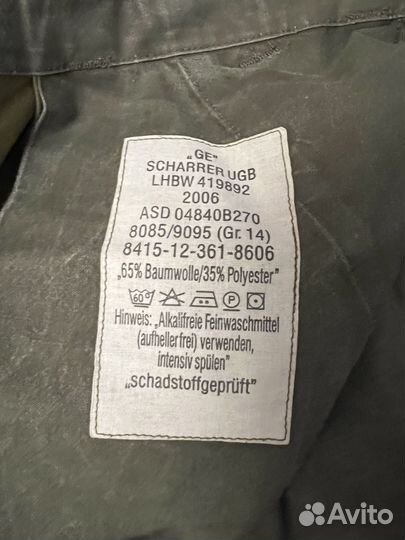 „GE"
SCHARRER UGB
LHBW 419892
2006
ASD 04840B270
8085/9095 (Gr. 14)
8415-12-361-8606
„65% Baumwolle/35% Polyester"
60° P
Hinweis: „Alkalifreie Feinwaschmittel
(aufhellerfrei) verwenden,
intensiv spülen"
„schadstoffgeprüft"
Avito